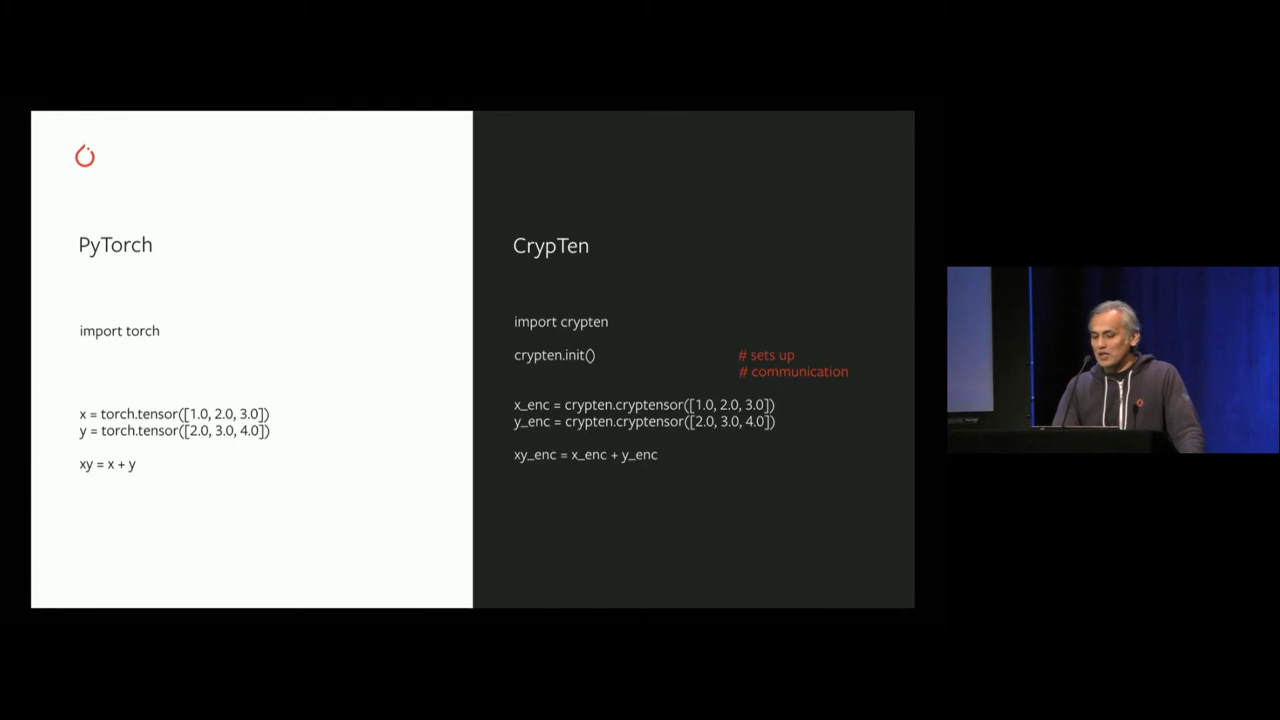 PyTorch
import torch
x = torch.tensor([1.0, 2.0, 3.0])
y = torch.tensor([2.0, 3.0, 4.0])
xy = x + y
CrypTen
import crypten
crypten.init()
# sets up
# communication
x_enc = crypten.cryptensor([1.0, 2.0, 3.0])
y_enc = crypten.cryptensor([2.0, 3.0, 4.0])
xy_enc = x_enc + y_enc